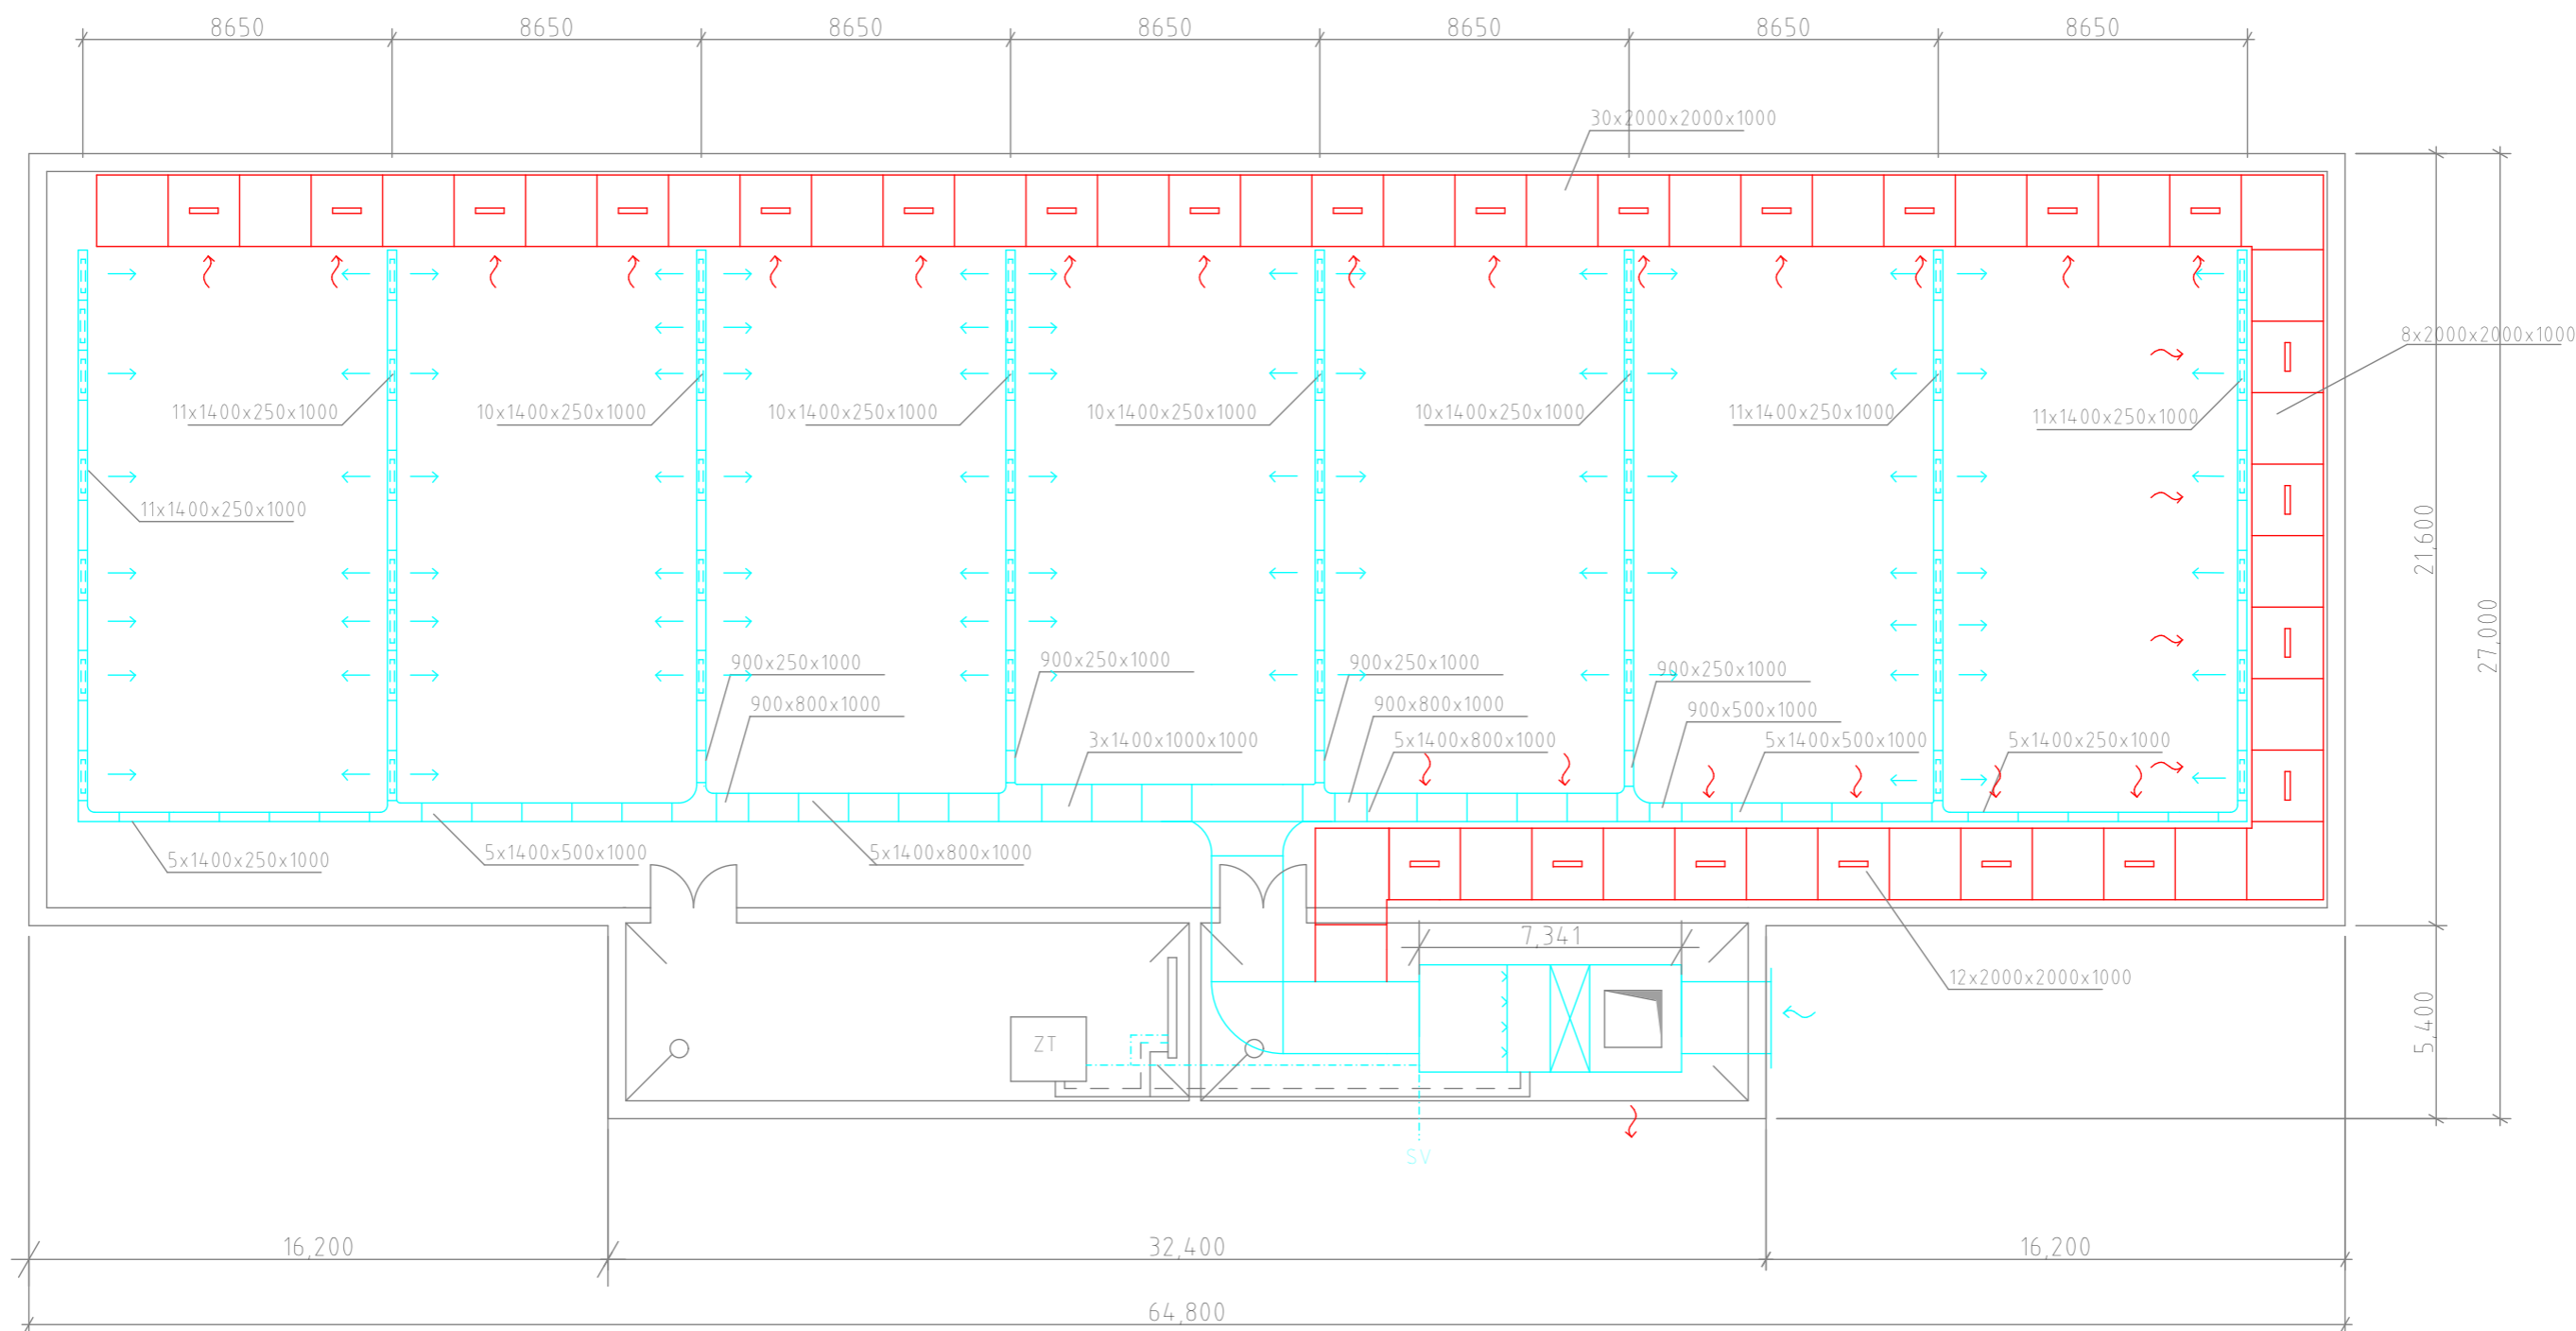 8650 8650 8650 8650 8650 8650 8650
30x2000x2000x1000
8x2000x2000x1000
11x1400x250x1000 10x1400x250x1000 10x1400x250x1000 10x1400x250x1000 10x1400x250x1000 11x1400x250x1000 11x1400x250x1000
11x1400x250x1000
21,600
27,000
900x250x1000 900x250x1000 900x250x1000 900x250x1000
900x800x1000 900x800x1000 900x500x1000
3x1400x1000x1000 5x1400x800x1000 5x1400x500x1000 5x1400x250x1000
5x1400x250x1000 5x1400x500x1000 5x1400x800x1000
7,341
12x2000x2000x1000
5,400
ZT
SV
16,200 32,400 16,200
64,800